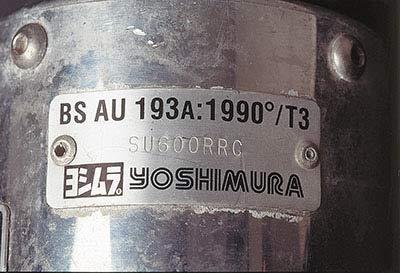 BS AU 193A:1990°/T3
SU600RRC
ヨシムラ YOSHIMURA